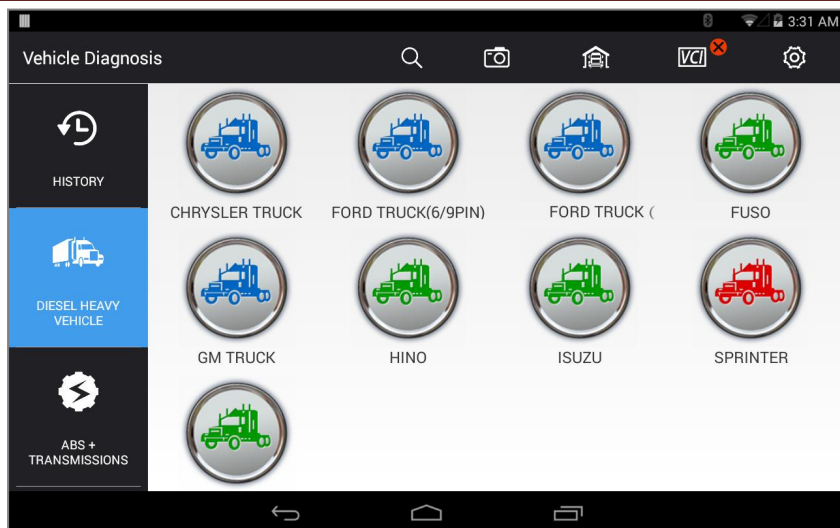 3:31 AM
Vehicle Diagnosis
VCI
HISTORY
DIESEL HEAVY
VEHICLE
ABS +
TRANSMISSIONS
CHRYSLER TRUCK
FORD TRUCK(6/9PIN)
FORD TRUCK (
FUSO
GM TRUCK
HINO
ISUZU
SPRINTER